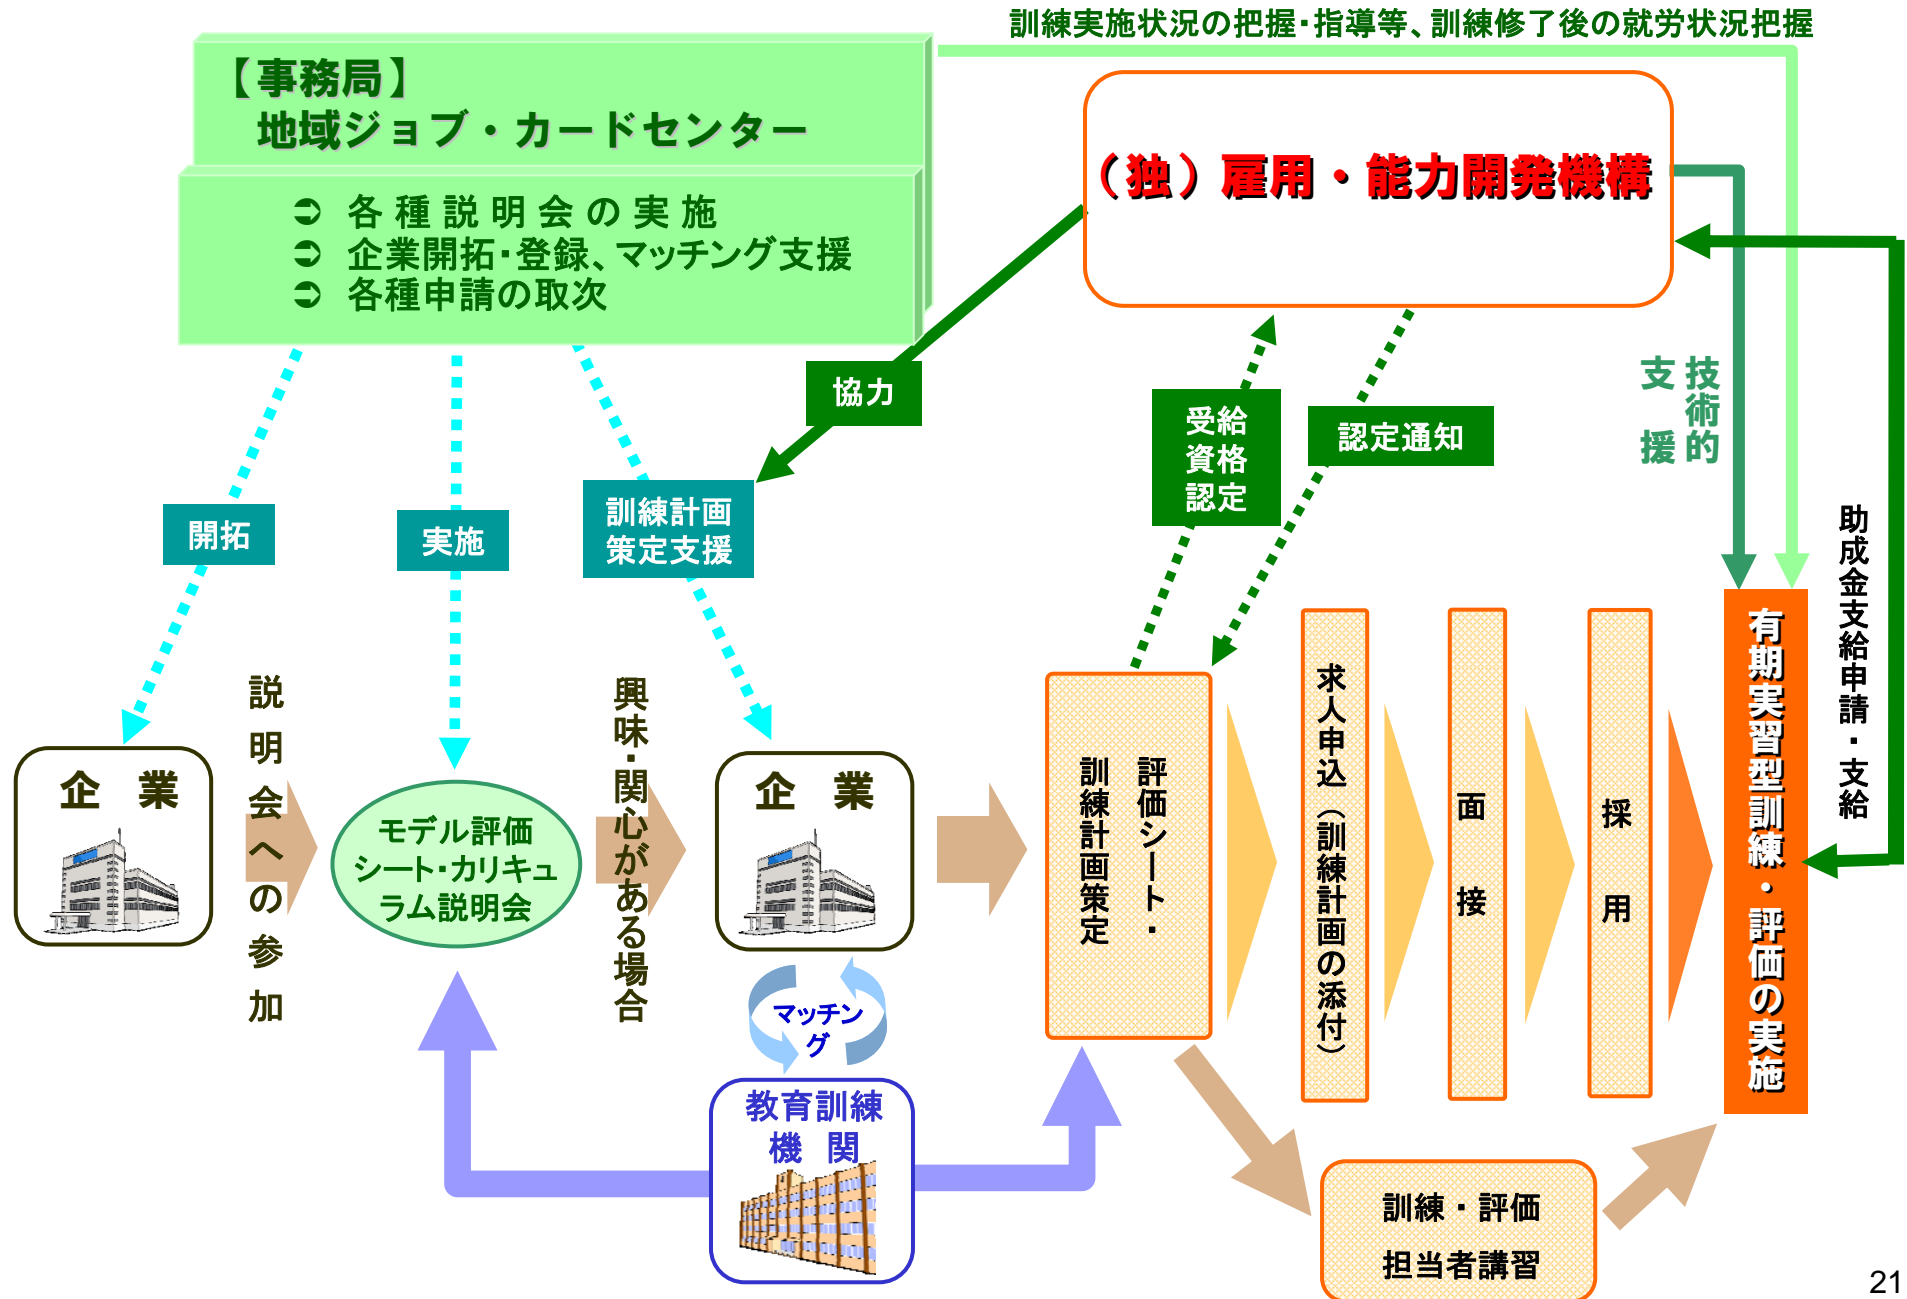 訓練実施状況の把握・指導等、訓練修了後の就労状況把握
【事務局】
地域ジョブ・カードセンター
➲ 各種説明会の実施
➲ 企業開拓・登録、マッチング支援
➲ 各種申請の取次
(独)雇用・能力開発機構
協力
受給
資格
認定
認定通知
技術的
支援
助成金支給申請・支給
開拓
実施
訓練計画
策定支援
企業
説明会への参加
モデル評価
シート・カリキュ
ラム説明会
興味・関心がある場合
企業
マッチン
グ
教育訓練
機関
評価シート・
訓練計画策定
求人申込(訓練計画の添付)
面接
採用
有期実習型訓練・評価の実施
訓練・評価
担当者講習
21